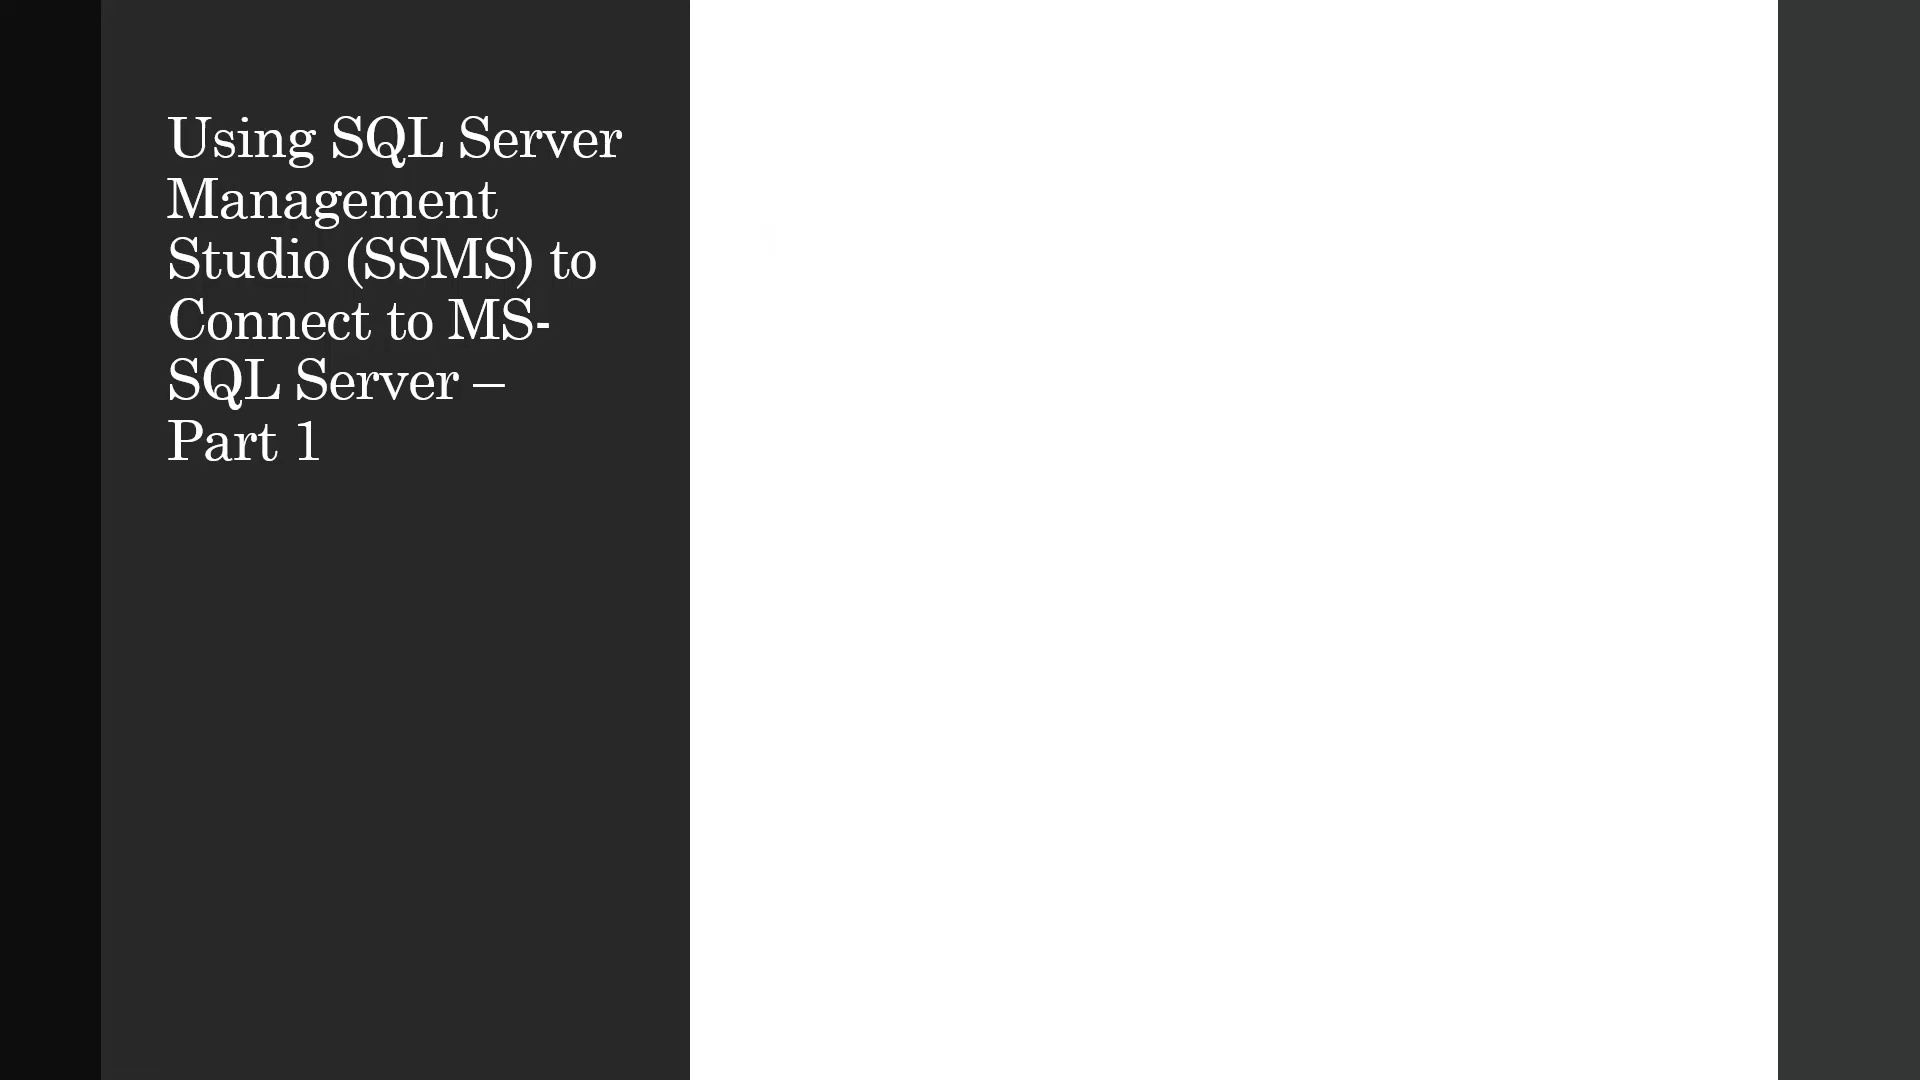 Using SQL Server
Management
Studio (SSMS) to
Connect to MS-
SQL Server –
Part 1